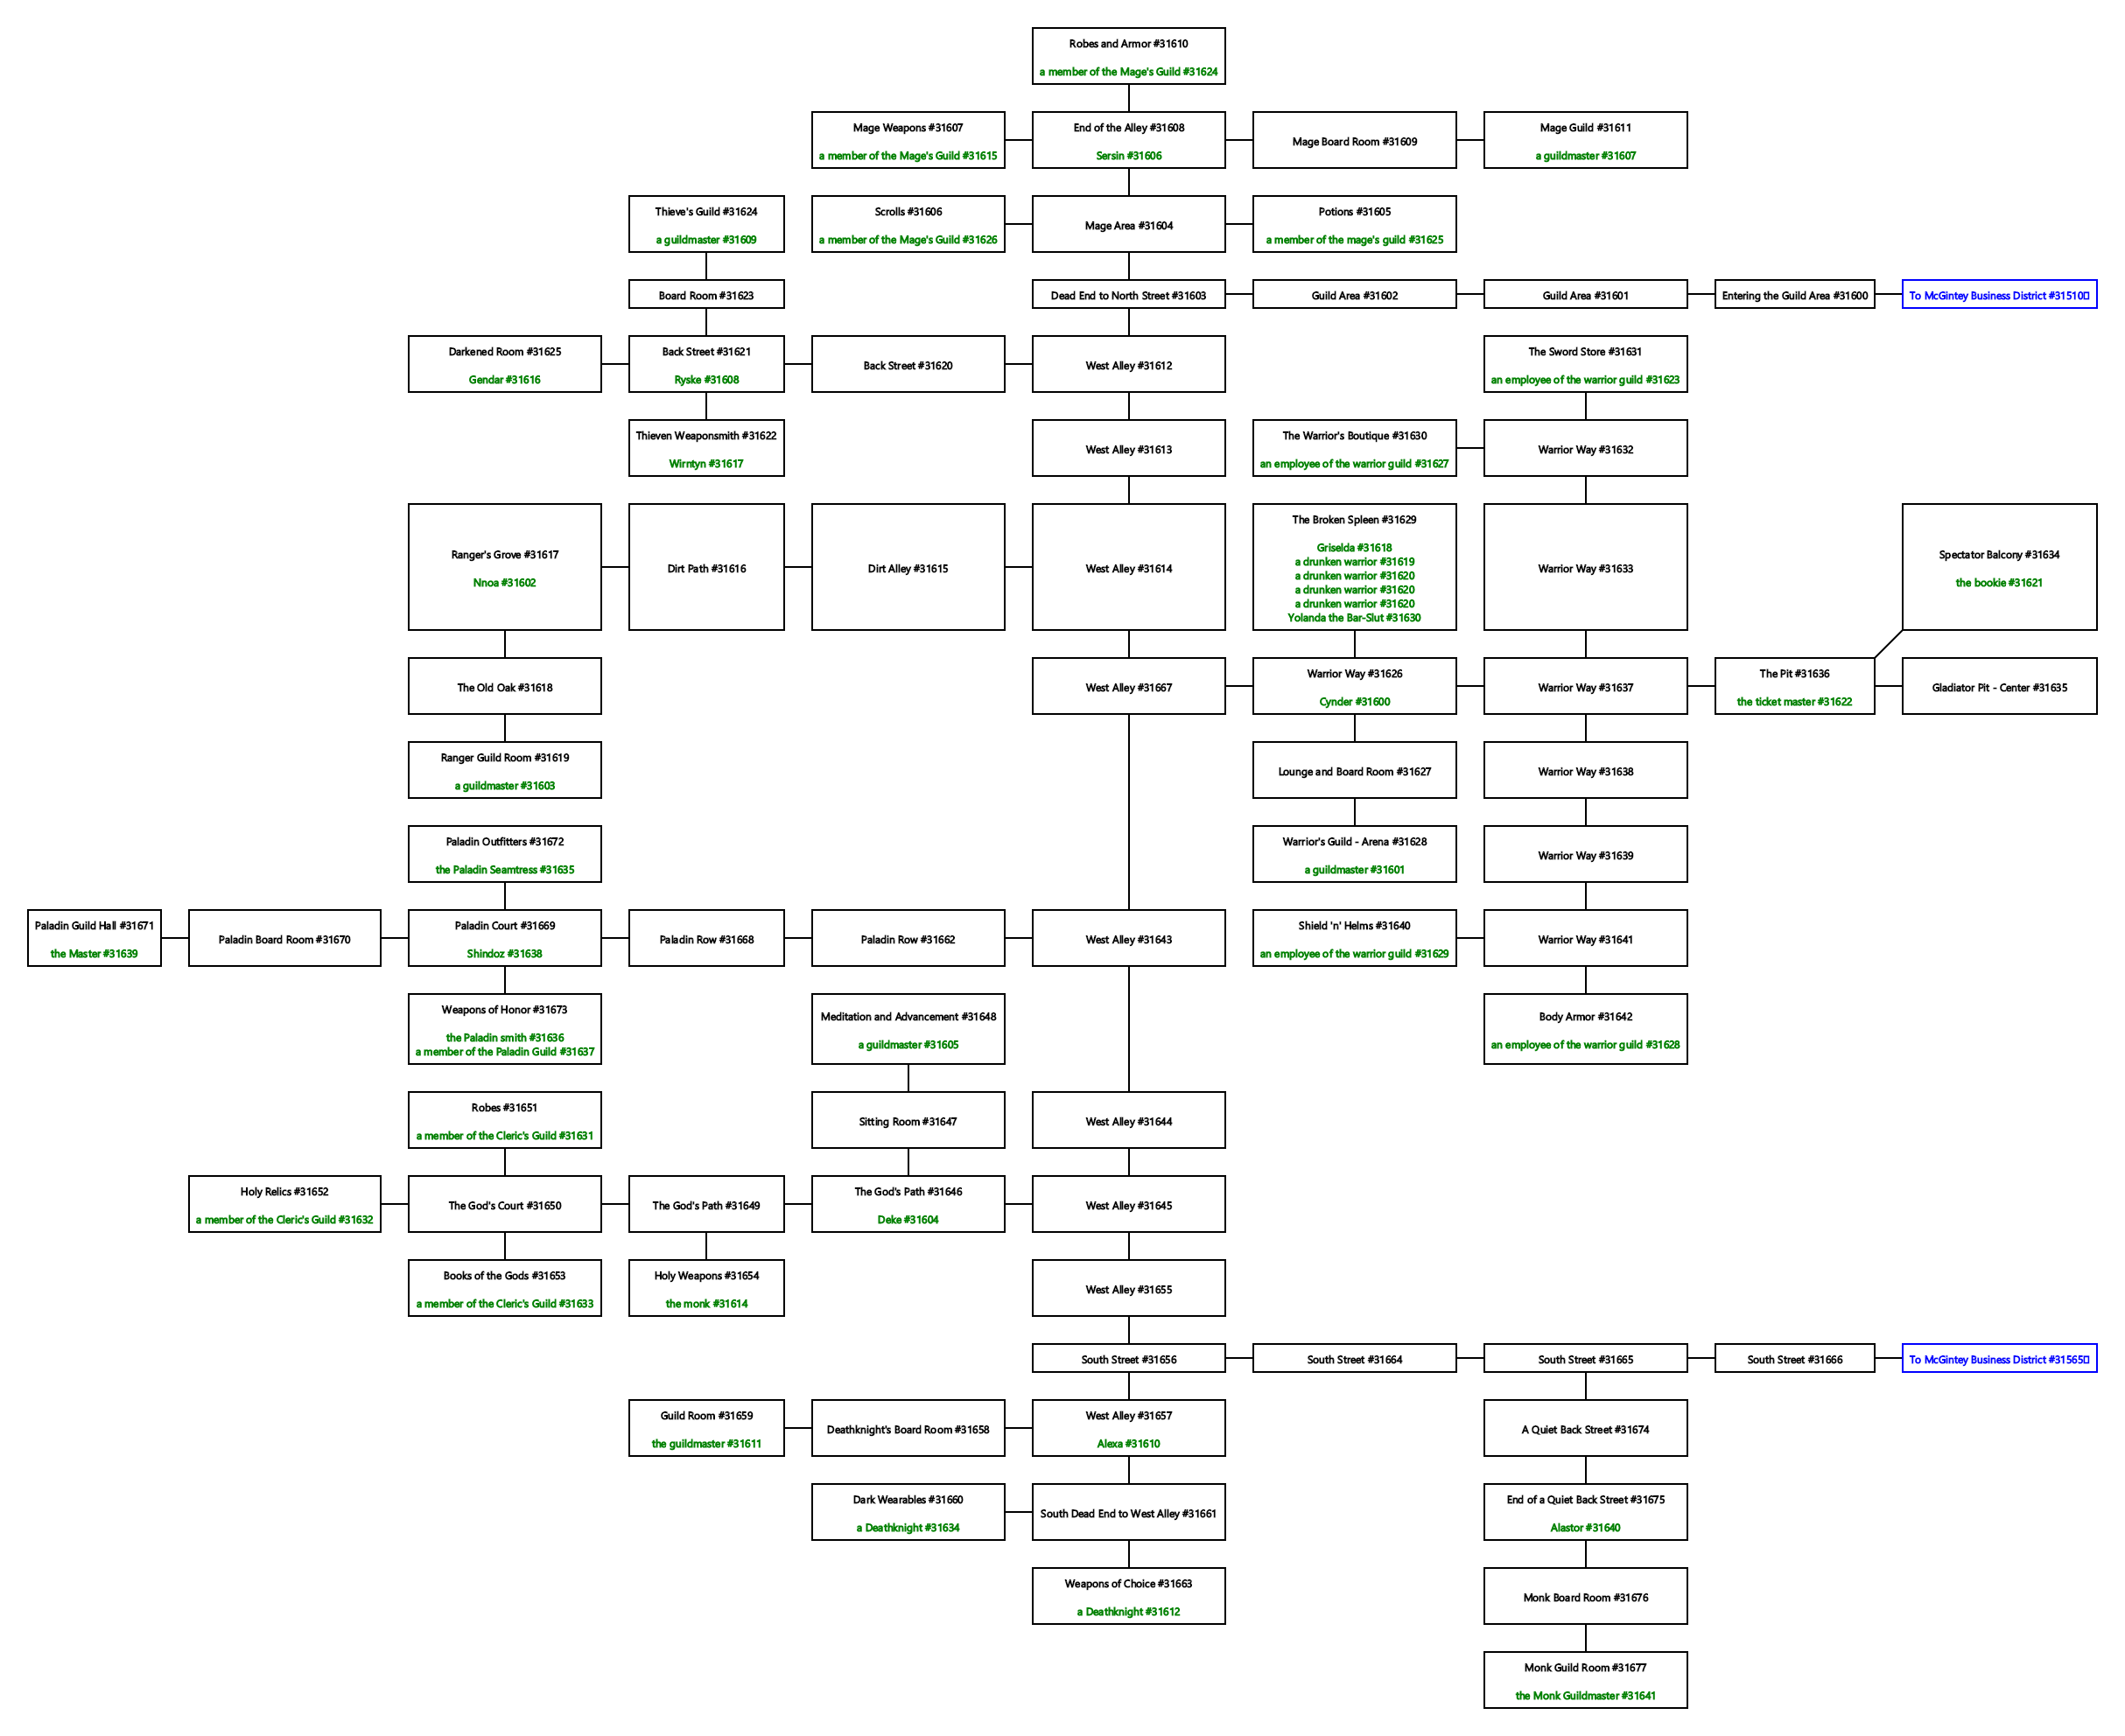 Robes and Armor #31610
a member of the Mage's Guild #31624
Mage Weapons #31607
a member of the Mage's Guild #31615
End of the Alley #31608
Sersin #31606
Mage Board Room #31609
Mage Guild #31611
a guildmaster #31607
Thieve's Guild #31624
a guildmaster #31609
Scrolls #31606
a member of the Mage's Guild #31626
Mage Area #31604
Potions #31605
a member of the mage's guild #31625
Board Room #31623
Dead End to North Street #31603
Guild Area #31602
Guild Area #31601
Entering the Guild Area #31600
To McGintey Business District #31510
Darkened Room #31625
Gendar #31616
Back Street #31621
Ryske #31608
Back Street #31620
West Alley #31612
The Sword Store #31631
an employee of the warrior guild #31623
Thieven Weaponsmith #31622
Wirntyn #31617
West Alley #31613
The Warrior's Boutique #31630
an employee of the warrior guild #31627
Warrior Way #31632
Ranger's Grove #31617
Nnoa #31602
Dirt Path #31616
Dirt Alley #31615
West Alley #31614
The Broken Spleen #31629
Griselda #31618
a drunken warrior #31619
a drunken warrior #31620
a drunken warrior #31620
a drunken warrior #31620
Yolanda the Bar-Slut #31630
Warrior Way #31633
Spectator Balcony #31634
the bookie #31621
The Old Oak #31618
West Alley #31667
Warrior Way #31626
Cynder #31600
Warrior Way #31637
The Pit #31636
the ticket master #31622
Gladiator Pit - Center #31635
Ranger Guild Room #31619
a guildmaster #31603
Lounge and Board Room #31627
Warrior Way #31638
Paladin Outfitters #31672
the Paladin Seamtress #31635
Warrior's Guild - Arena #31628
a guildmaster #31601
Warrior Way #31639
Paladin Guild Hall #31671
the Master #31639
Paladin Board Room #31670
Paladin Court #31669
Shindoz #31638
Paladin Row #31668
Paladin Row #31662
West Alley #31643
Shield 'n' Helms #31640
an employee of the warrior guild #31629
Warrior Way #31641
Weapons of Honor #31673
the Paladin smith #31636
a member of the Paladin Guild #31637
Meditation and Advancement #31648
a guildmaster #31605
Body Armor #31642
an employee of the warrior guild #31628
Robes #31651
a member of the Cleric's Guild #31631
Sitting Room #31647
West Alley #31644
Holy Relics #31652
a member of the Cleric's Guild #31632
The God's Court #31650
The God's Path #31649
The God's Path #31646
Deke #31604
West Alley #31645
Books of the Gods #31653
a member of the Cleric's Guild #31633
Holy Weapons #31654
the monk #31614
West Alley #31655
South Street #31656
South Street #31664
South Street #31665
South Street #31666
To McGintey Business District #31565
Guild Room #31659
the guildmaster #31611
Deathknight's Board Room #31658
West Alley #31657
Alexa #31610
A Quiet Back Street #31674
Dark Wearables #31660
a Deathknight #31634
South Dead End to West Alley #31661
End of a Quiet Back Street #31675
Alastor #31640
Weapons of Choice #31663
a Deathknight #31612
Monk Board Room #31676
Monk Guild Room #31677
the Monk Guildmaster #31641